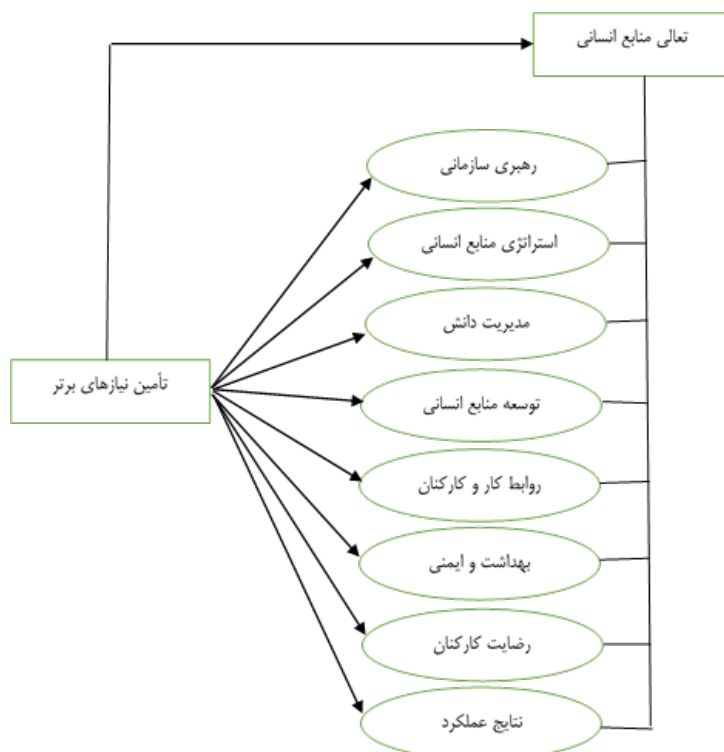 تعالی منابع انسانی
رهبری سازمانی
استراتژی منابع انسانی
مدیریت دانش
تأمین نیازهای برتر
توسعه منابع انسانی
روابط کار و کارکنان
بهداشت و ایمنی
رضایت کارکنان
نتایج عملکرد